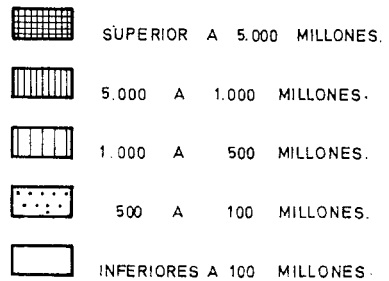 SUPERIOR A 5.000 MILLONES.
5.000 A 1.000 MILLONES.
1.000 A 500 MILLONES.
500 A 100 MILLONES.
INFERIORES A 100 MILLONES.